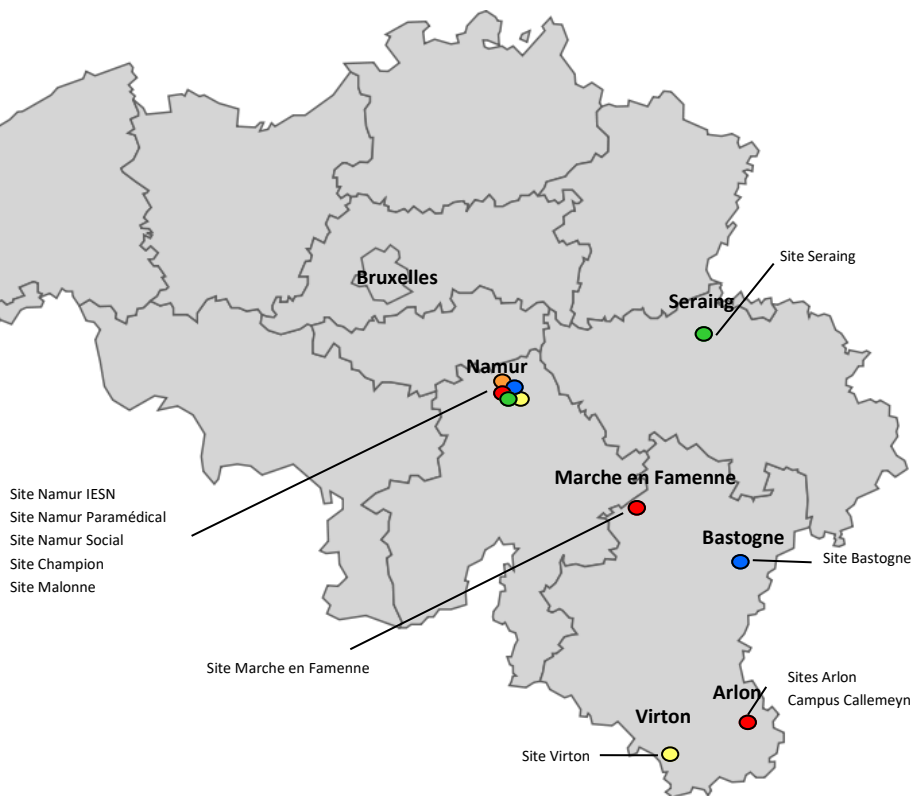 Site Seraing
Bruxelles
Seraing
Namur
Marche en Famenne
Site Namur IESN
Site Namur Paramédical
Site Namur Social
Site Champion
Site Malonne
Bastogne
Site Bastogne
Site Marche en Famenne
Sites Arlon
Arlon
Campus Callemeyn
Virton
Site Virton